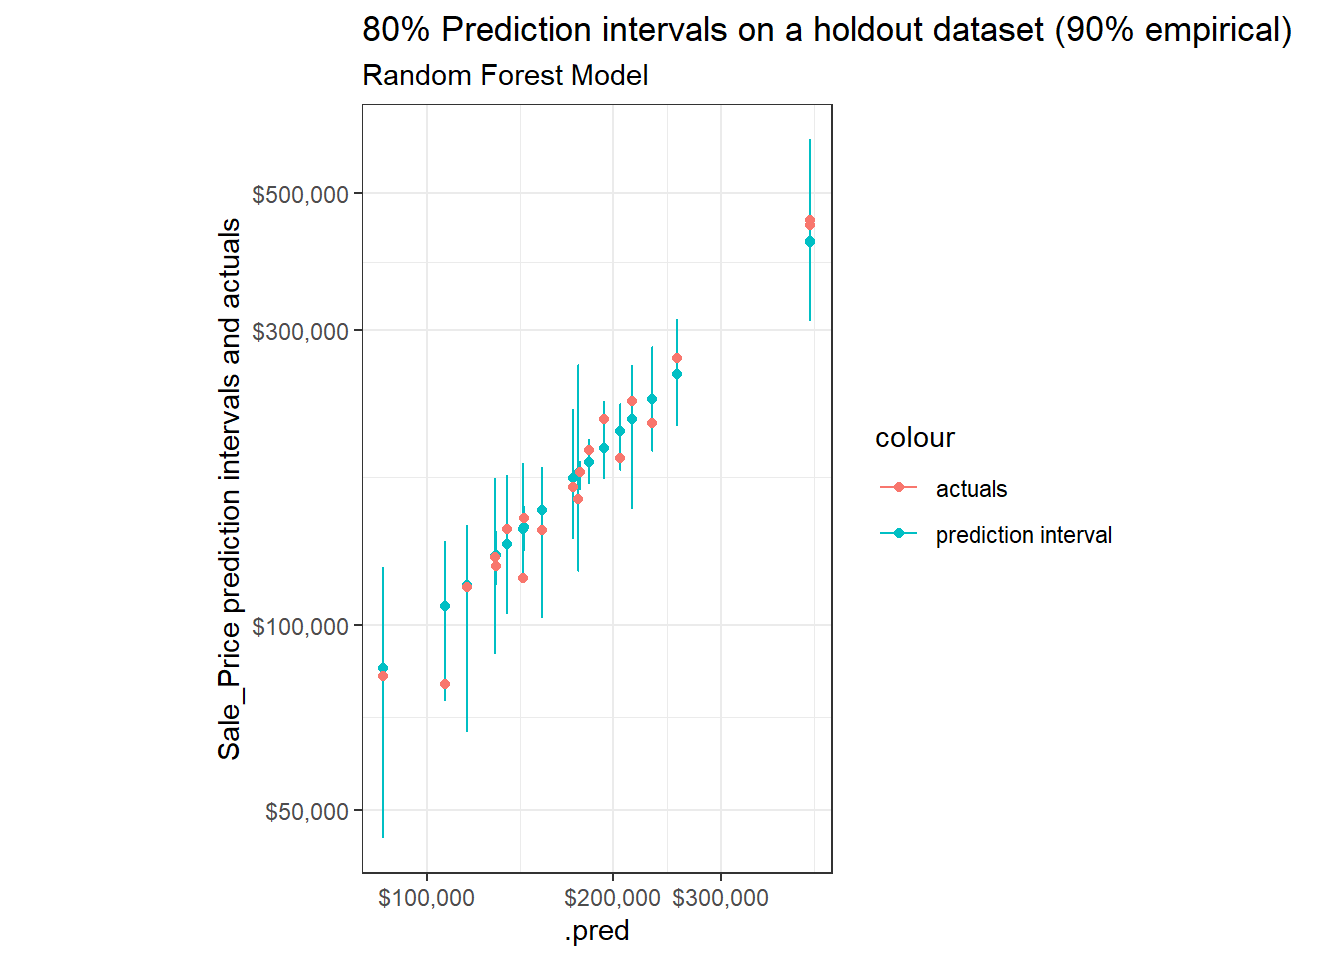 80% Prediction intervals on a holdout dataset (90% empirical)
Random Forest Model
Sale_Price prediction intervals and actuals
$500,000
$300,000
$100,000
$50,000
$100,000
$200,000
$300,000
.pred
colour
actuals
prediction interval